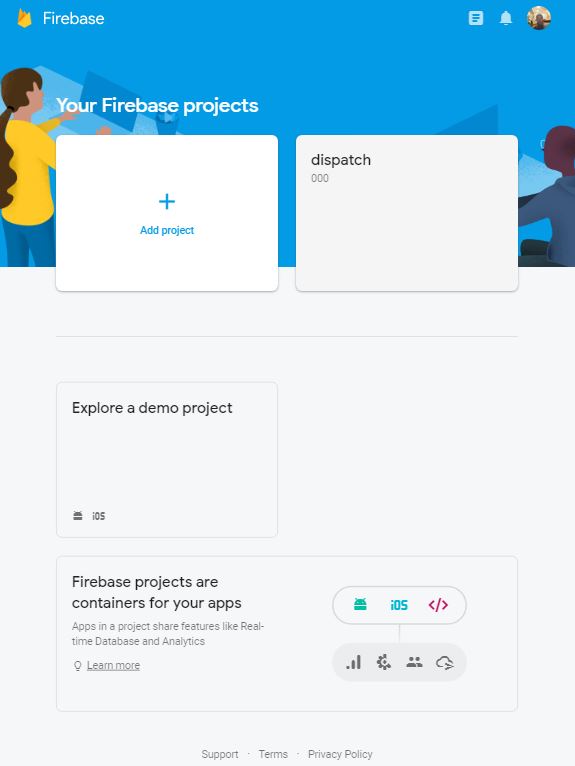 Firebase
Your Firebase projects
Add project
dispatch
000
Explore a demo project
iOS
Firebase projects are
containers for your apps
Apps in a project share features like Real-
time Database and Analytics
Learn more
iOS </>
Support · Terms · Privacy Policy